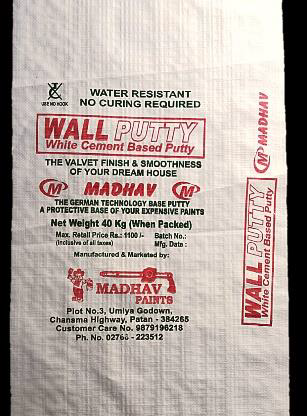 USE NO HOOK
WATER RESISTANT
NO CURING REQUIRED
WALL PUTTY
White Cement Based Putty
THE VALVET FINISH & SMOOTHNESS
OF YOUR DREAM HOUSE
M MADHAV M
THE GERMAN TECHNOLOGY BASE PUTTY
A PROTECTIVE BASE OF YOUR EXPENSIVE PAINTS
Net Weight 40 Kg (When Packed)
Max. Retail Price Rs.: 1100 /- Batch No.:
(Inclusive of all taxes) Mfg. Date :
Manufactured & Marketed by:
MADHAV
PAINTS
Plot No.3, Umiya Godown,
Chanasma Highway, Patan - 384265
Customer Care No. 9879196218
Ph. No. 02766 - 223512
M MADHAV
WALL PUTTY
White Cement Based Putty